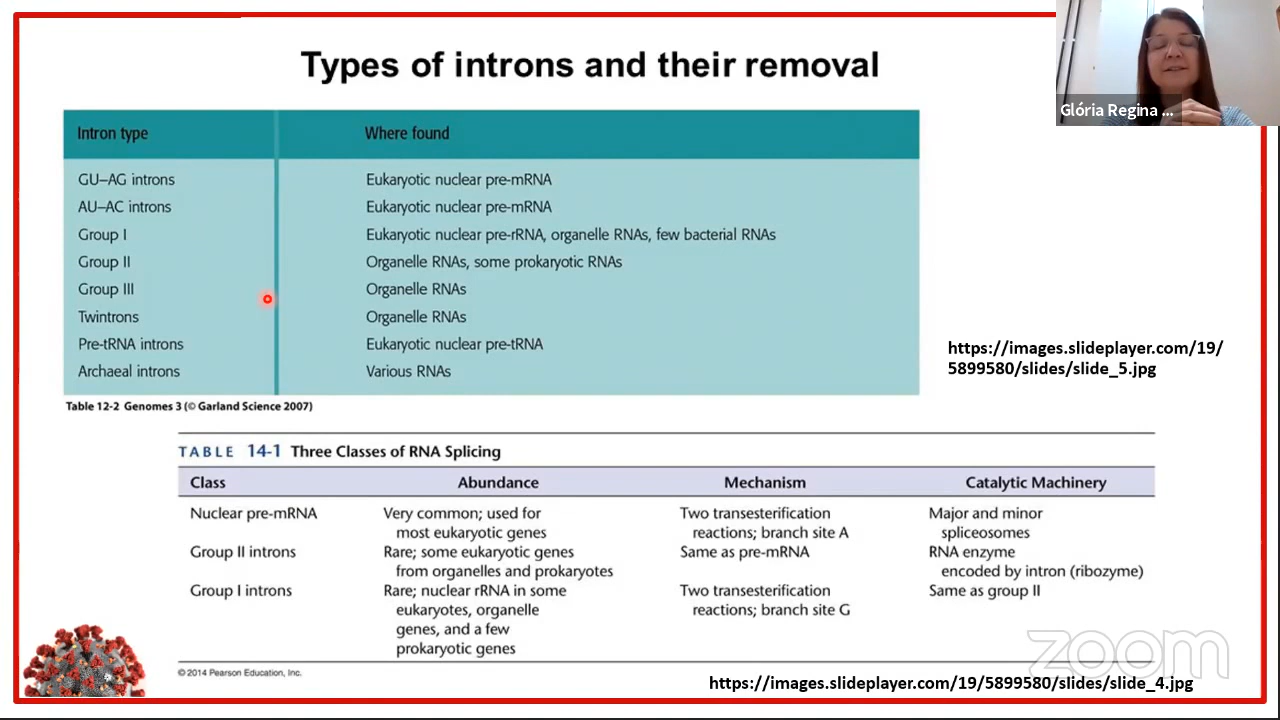 Types of introns and their removal
Glória Regina ...
Intron type Where found
GU–AG introns Eukaryotic nuclear pre-mRNA
AU–AC introns Eukaryotic nuclear pre-mRNA
Group I Eukaryotic nuclear pre-rRNA, organelle RNAs, few bacterial RNAs
Group II Organelle RNAs, some prokaryotic RNAs
Group III Organelle RNAs
Twintrons Organelle RNAs
Pre-tRNA introns Eukaryotic nuclear pre-tRNA
Archaeal introns Various RNAs
Table 12-2 Genomes 3 (© Garland Science 2007)
https://images.slideplayer.com/19/
5899580/slides/slide_5.jpg
TABLE 14-1 Three Classes of RNA Splicing
Class Abundance Mechanism Catalytic Machinery
Nuclear pre-mRNA Very common; used for Two transesterification Major and minor
most eukaryotic genes reactions; branch site A spliceosomes
Group II introns Rare; some eukaryotic genes Same as pre-mRNA RNA enzyme
from organelles and prokaryotes encoded by intron (ribozyme)
Group I introns Rare; nuclear rRNA in some Two transesterification Same as group II
eukaryotes, organelle reactions; branch site G
genes, and a few
prokaryotic genes
© 2014 Pearson Education, Inc.
zoom
https://images.slideplayer.com/19/5899580/slides/slide_4.jpg